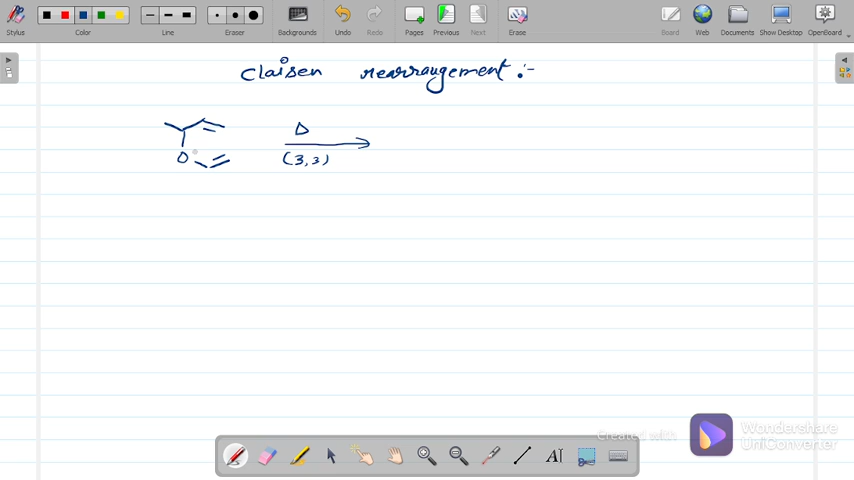 Stylus
Color
Line
Eraser
Backgrounds
Undo
Redo
Pages
Previous
Next
Erase
Board
Web
Documents
Show Desktop
OpenBoard
Claisen rearrangement :-
Δ
O
(3,3)
Created with
Wondershare
UniConverter